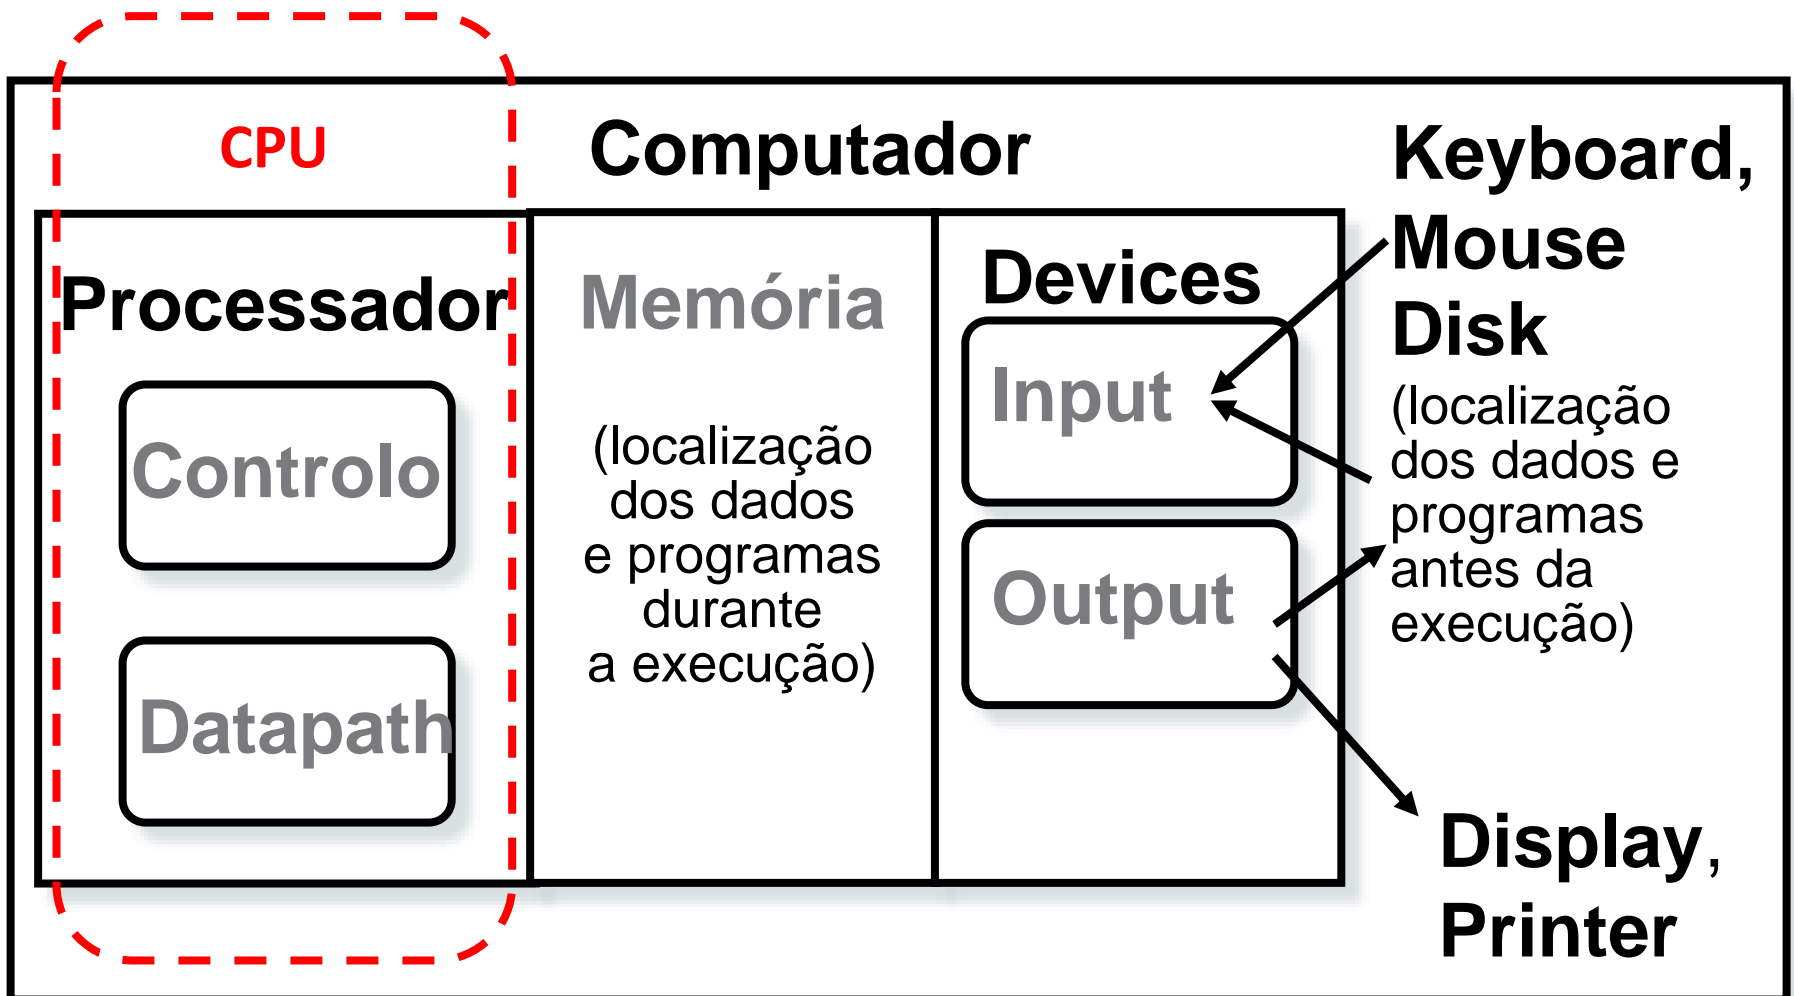 CPU
Computador
Processador
Controlo
Datapath
Memória
(localização
dos dados
e programas
durante
a execução)
Devices
Input
Output
Keyboard,
Mouse
Disk
(localização
dos dados e
programas
antes da
execução)
Display,
Printer